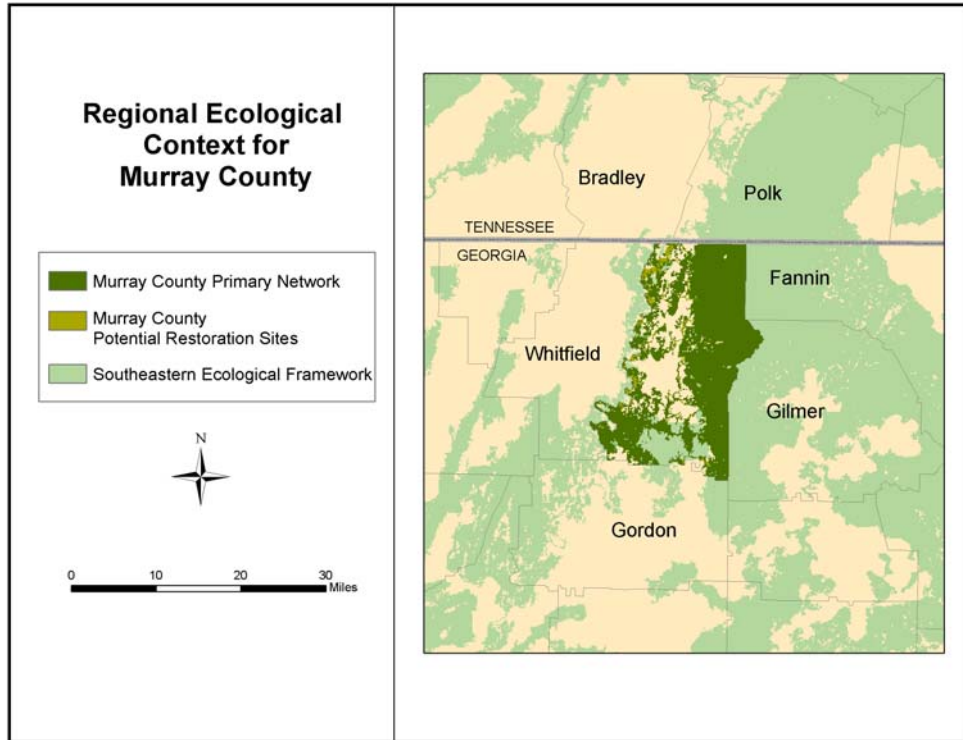 Regional Ecological
Context for
Murray County
Murray County Primary Network
Murray County
Potential Restoration Sites
Southeastern Ecological Framework
N
0 10 20 30
Miles
Bradley
Polk
TENNESSEE
GEORGIA
Fannin
Whitfield
Gilmer
Gordon